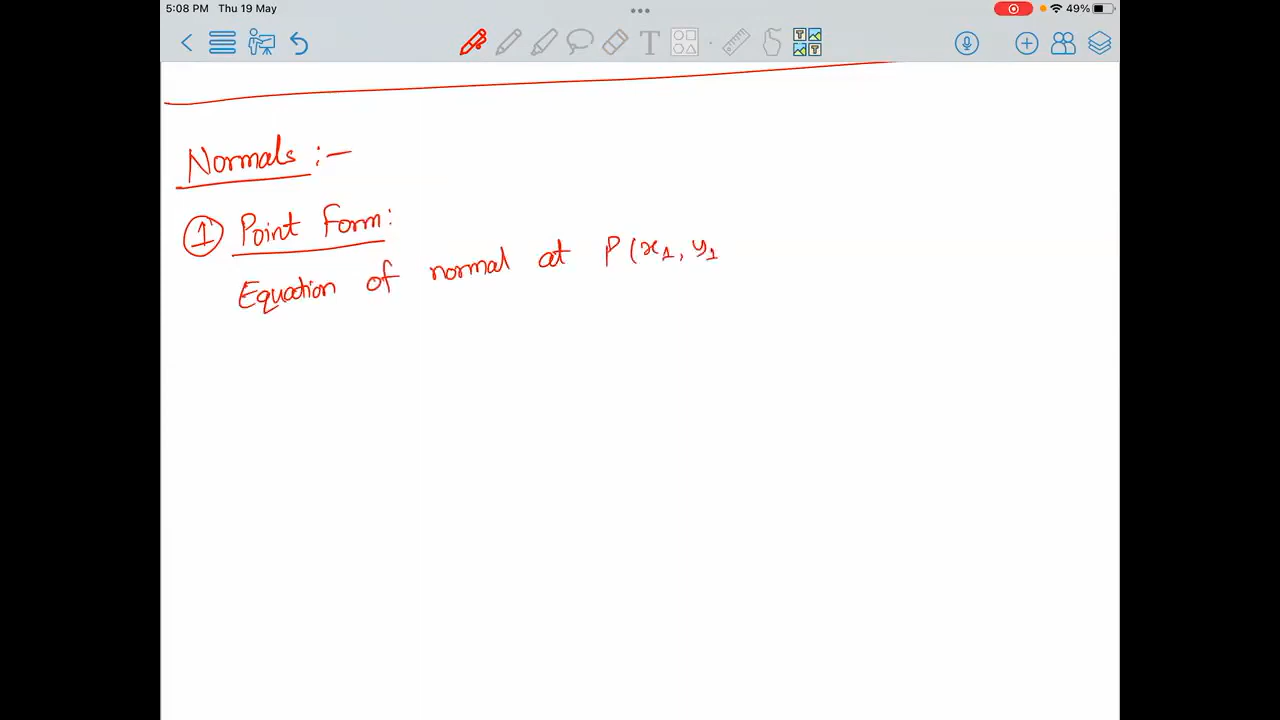 5:08 PM Thu 19 May
49%
T
Normals :-
① Point Form:
Equation of normal at P(x₁, y₁